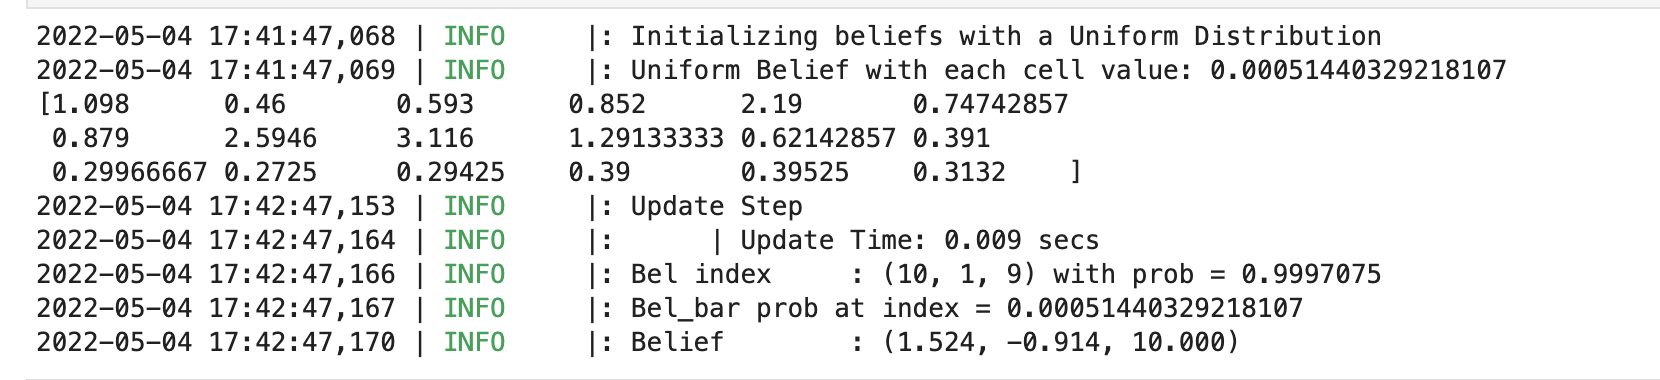 2022-05-04 17:41:47,068 | INFO     |: Initializing beliefs with a Uniform Distribution
2022-05-04 17:41:47,069 | INFO     |: Uniform Belief with each cell value: 0.00051440329218107
[1.098      0.46       0.593      0.852      2.19       0.74742857
 0.879      2.5946     3.116      1.29133333 0.62142857 0.391
 0.29966667 0.2725     0.29425    0.39       0.39525    0.3132    ]
2022-05-04 17:42:47,153 | INFO     |: Update Step
2022-05-04 17:42:47,164 | INFO     |:      | Update Time: 0.009 secs
2022-05-04 17:42:47,166 | INFO     |: Bel index     : (10, 1, 9) with prob = 0.9997075
2022-05-04 17:42:47,167 | INFO     |: Bel_bar prob at index = 0.00051440329218107
2022-05-04 17:42:47,170 | INFO     |: Belief        : (1.524, -0.914, 10.000)